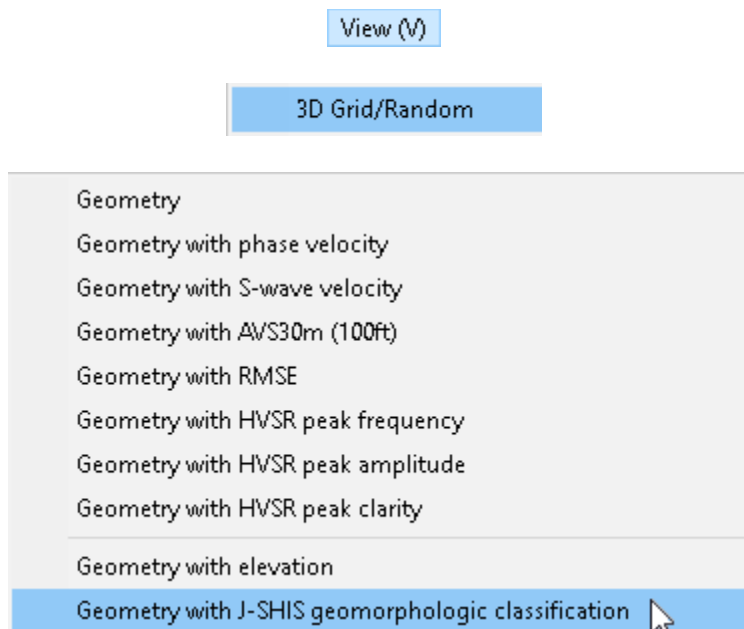 View (V)
3D Grid/Random
Geometry
Geometry with phase velocity
Geometry with S-wave velocity
Geometry with AVS30m (100ft)
Geometry with RMSE
Geometry with HVSR peak frequency
Geometry with HVSR peak amplitude
Geometry with HVSR peak clarity
Geometry with elevation
Geometry with J-SHIS geomorphologic classification